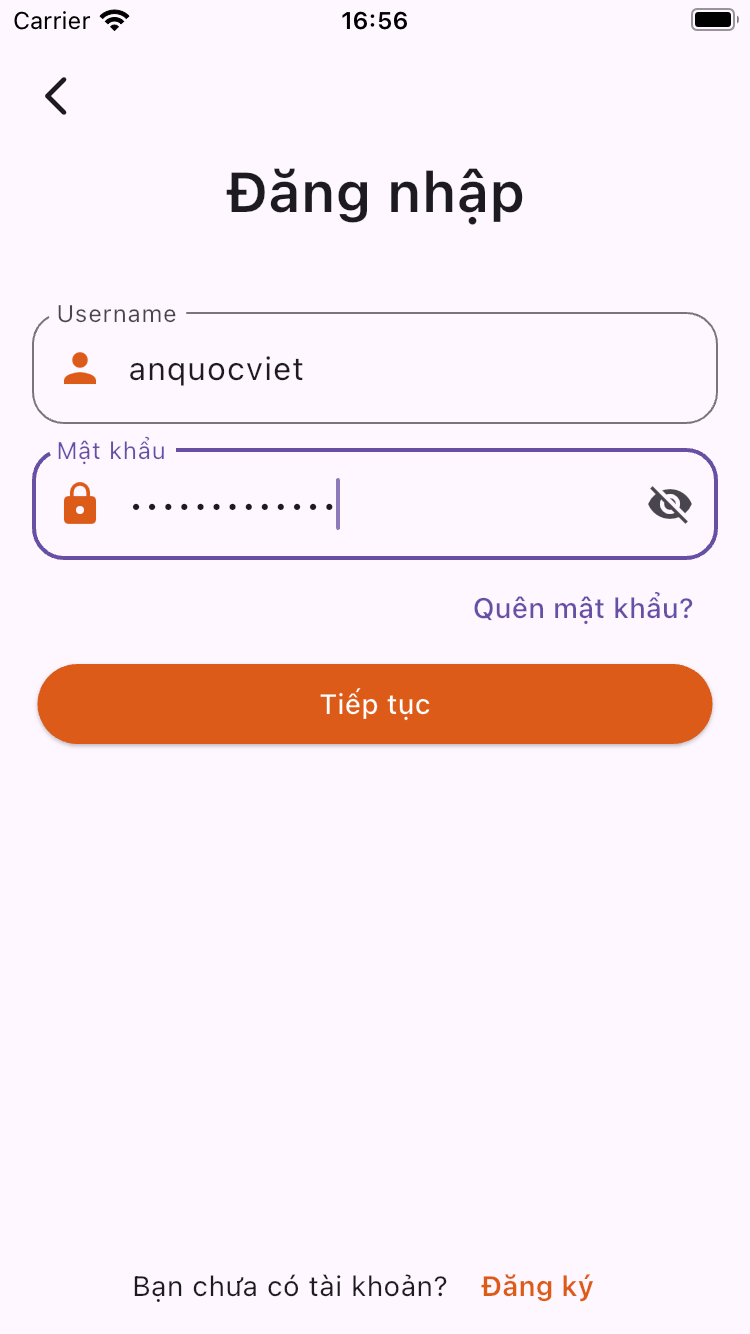 Carrier 16:56
Đăng nhập
Username
anquocviet
Mật khẩu
•••••••••••••
Quên mật khẩu?
Tiếp tục
Bạn chưa có tài khoản? Đăng ký